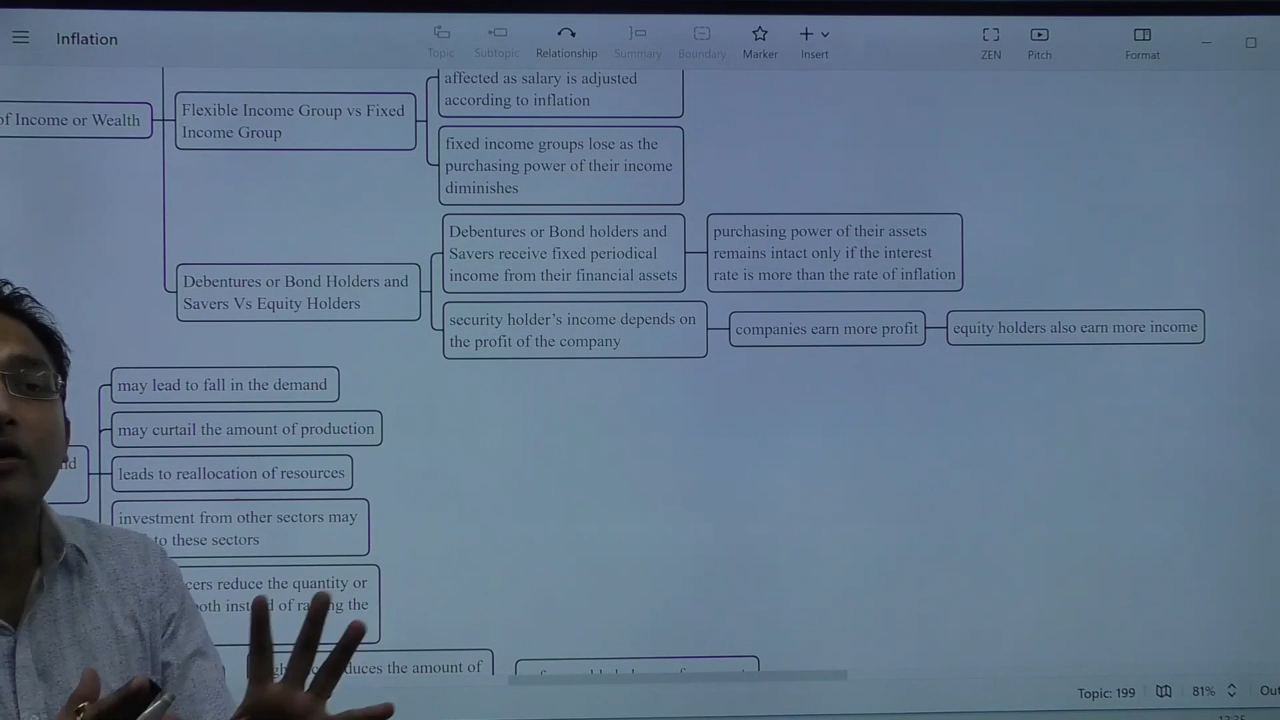 Inflation
Topic
Subtopic
Relationship
Summary
Boundary
Marker
Insert
ZEN
Pitch
Format
of Income or Wealth
Flexible Income Group vs Fixed
Income Group
affected as salary is adjusted
according to inflation
fixed income groups lose as the
purchasing power of their income
diminishes
Debentures or Bond Holders and
Savers Vs Equity Holders
Debentures or Bond holders and
Savers receive fixed periodical
income from their financial assets
purchasing power of their assets
remains intact only if the interest
rate is more than the rate of inflation
security holder's income depends on
the profit of the company
companies earn more profit
equity holders also earn more income
may lead to fall in the demand
may curtail the amount of production
leads to reallocation of resources
investment from other sectors may
to these sectors
reduce the quantity or
of the
the amount of
Topic: 199
81%